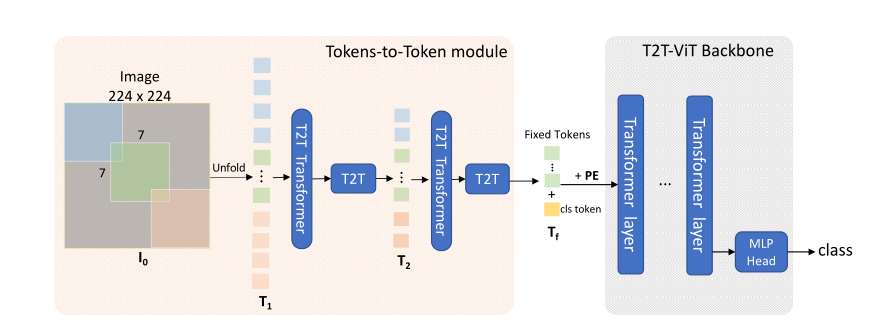 Tokens-to-Token module
T2T-ViT Backbone
Image
224 x 224
7
7
Unfold
I0
T1
T2T Transformer
T2T
T2
T2T Transformer
T2T
Fixed Tokens
+
cls token
Tf
+ PE
Transformer layer
...
Transformer layer
MLP
Head
class